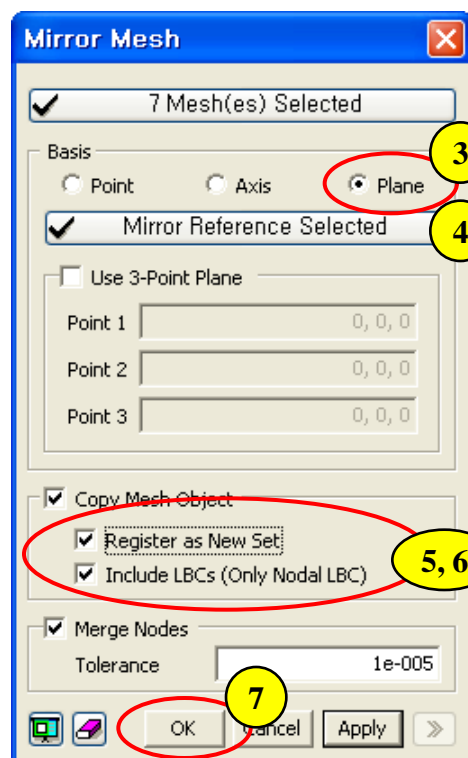 Mirror Mesh
7 Mesh(es) Selected
Basis
3
Point Axis Plane
Mirror Reference Selected
4
Use 3-Point Plane
Point 1 0, 0, 0
Point 2 0, 0, 0
Point 3 0, 0, 0
Copy Mesh Object
Register as New Set
5, 6
Include LBCs (Only Nodal LBC)
Merge Nodes
Tolerance 1e-005
7
OK Cancel Apply